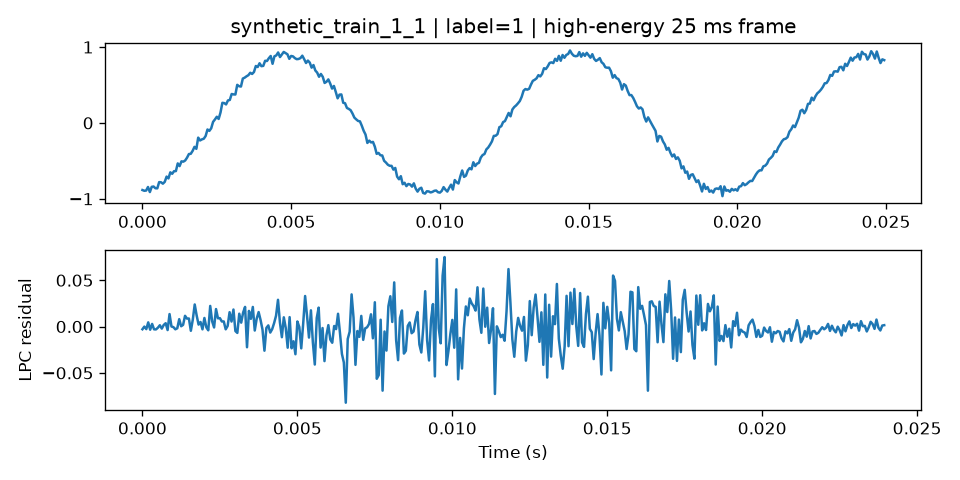 synthetic_train_1_1 | label=1 | high-energy 25 ms frame
1
0
−1
0.000 0.005 0.010 0.015 0.020 0.025
LPC residual
0.05
0.00
−0.05
0.000 0.005 0.010 0.015 0.020 0.025
Time (s)